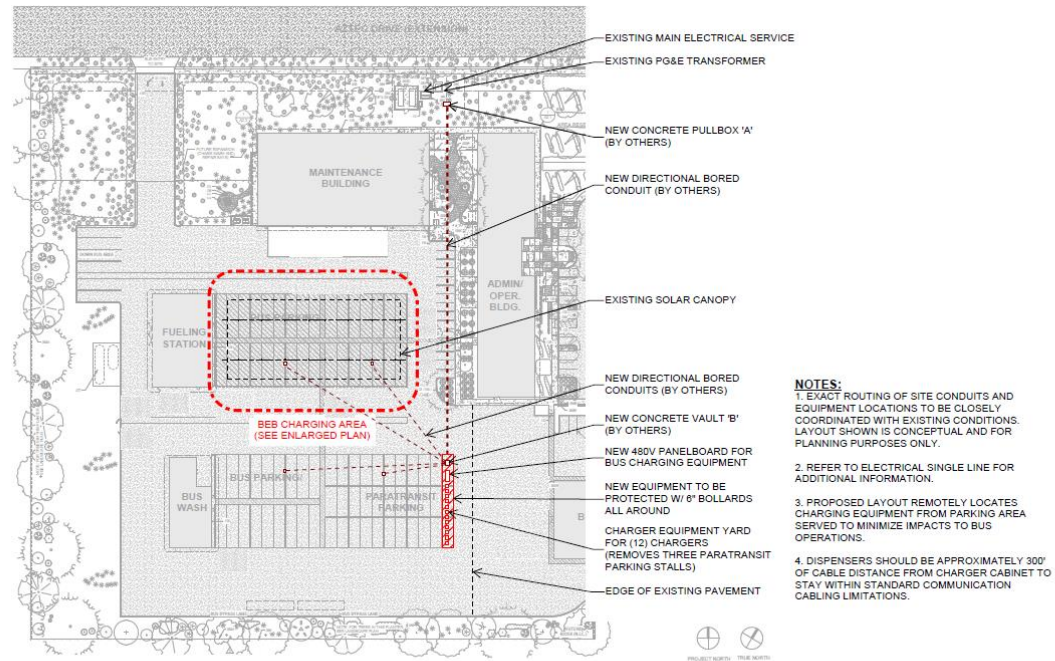 AZTEC DRIVE (EXTENSION)
EXISTING MAIN ELECTRICAL SERVICE
EXISTING PG&E TRANSFORMER
NEW CONCRETE PULLBOX 'A'
(BY OTHERS)
MAINTENANCE
BUILDING
NEW DIRECTIONAL BORED
CONDUIT (BY OTHERS)
ADMIN/
OPER.
BLDG.
EXISTING SOLAR CANOPY
BUS PARKING
FUELING
STATION
NEW DIRECTIONAL BORED
CONDUITS (BY OTHERS)
BEB CHARGING AREA
(SEE ENLARGED PLAN)
NEW CONCRETE VAULT 'B'
(BY OTHERS)
NEW 480V PANELBOARD FOR
BUS CHARGING EQUIPMENT
BUS PARKING/
BUS
WASH
PARATRANSIT
PARKING
NEW EQUIPMENT TO BE
PROTECTED W/ 6" BOLLARDS
ALL AROUND
CHARGER EQUIPMENT YARD
FOR (12) CHARGERS
(REMOVES THREE PARATRANSIT
PARKING STALLS)
EDGE OF EXISTING PAVEMENT
NOTES:
1. EXACT ROUTING OF SITE CONDUITS AND
EQUIPMENT LOCATIONS TO BE CLOSELY
COORDINATED WITH EXISTING CONDITIONS.
LAYOUT SHOWN IS CONCEPTUAL AND FOR
PLANNING PURPOSES ONLY.
2. REFER TO ELECTRICAL SINGLE LINE FOR
ADDITIONAL INFORMATION.
3. PROPOSED LAYOUT REMOTELY LOCATES
CHARGING EQUIPMENT FROM PARKING AREA
SERVED TO MINIMIZE IMPACTS TO BUS
OPERATIONS.
4. DISPENSERS SHOULD BE APPROXIMATELY 300'
OF CABLE DISTANCE FROM CHARGER CABINET TO
STAY WITHIN STANDARD COMMUNICATION
CABLING LIMITATIONS.
PROJECT NORTH
TRUE NORTH